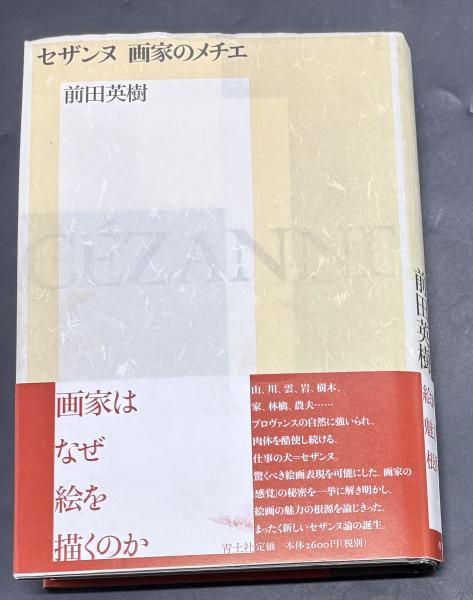 セザンヌ 画家のメチエ
前田英樹
CÉZANNE
画家は
なぜ
絵を
描くのか
山、川、雲、岩、樹木、
家、林檎、農夫……
プロヴァンスの自然に強いられ、
肉体を酷使し続ける、
仕事の犬=セザンヌ。
驚くべき絵画表現を可能にした、画家の
「感覚」の秘密を一挙に解き明かし、
絵画の魅力の根源を論じきった、
まったく新しいセザンヌ論の誕生。
青土社定価 本体2600円(税別)
前田英樹